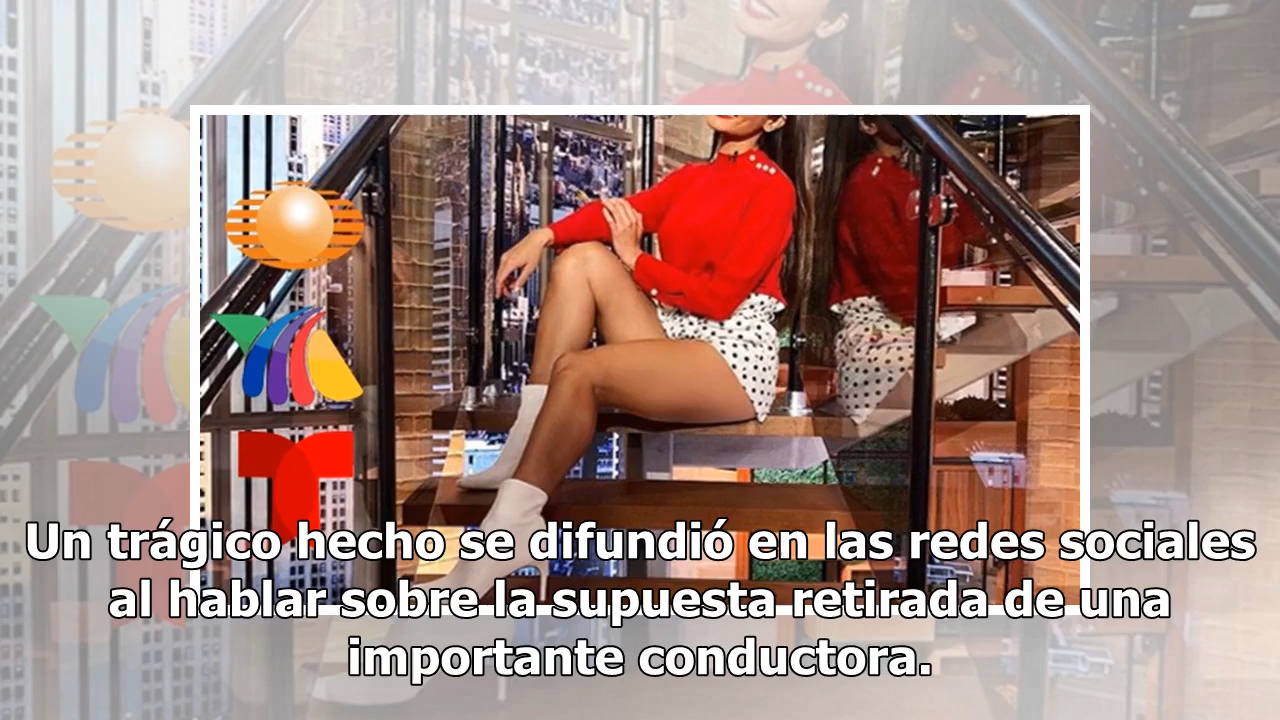 Un trágico hecho se difundió en las redes sociales
al hablar sobre la supuesta retirada de una
importante conductora.